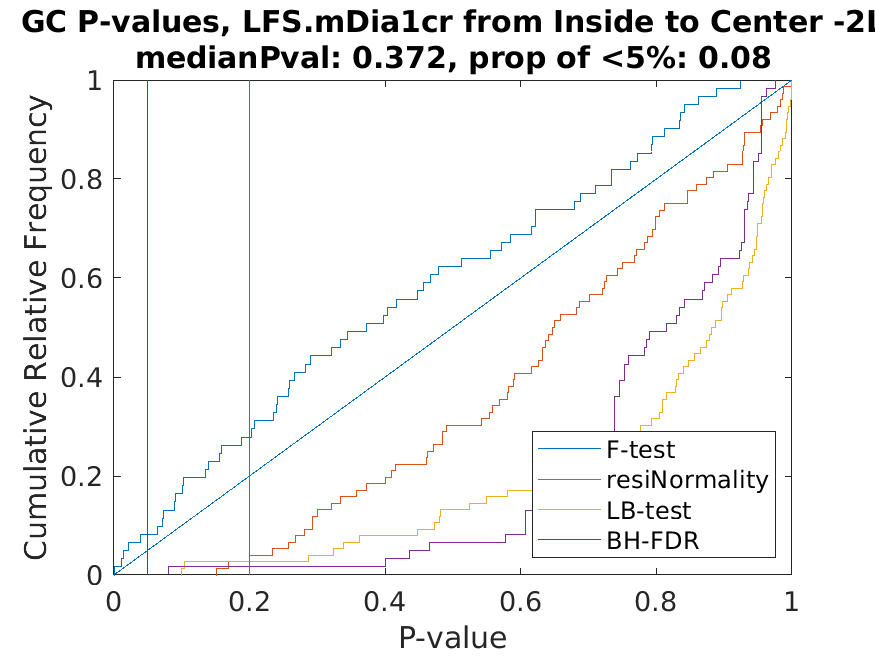 GC P-values, LFS.mDia1cr from Inside to Center
medianPval: 0.372, prop of <5%: 0.08
Cumulative Relative Frequency
1
0.8
0.6
0.4
0.2
0
0 0.2 0.4 0.6 0.8 1
P-value
F-test
resiNormality
LB-test
BH-FDR